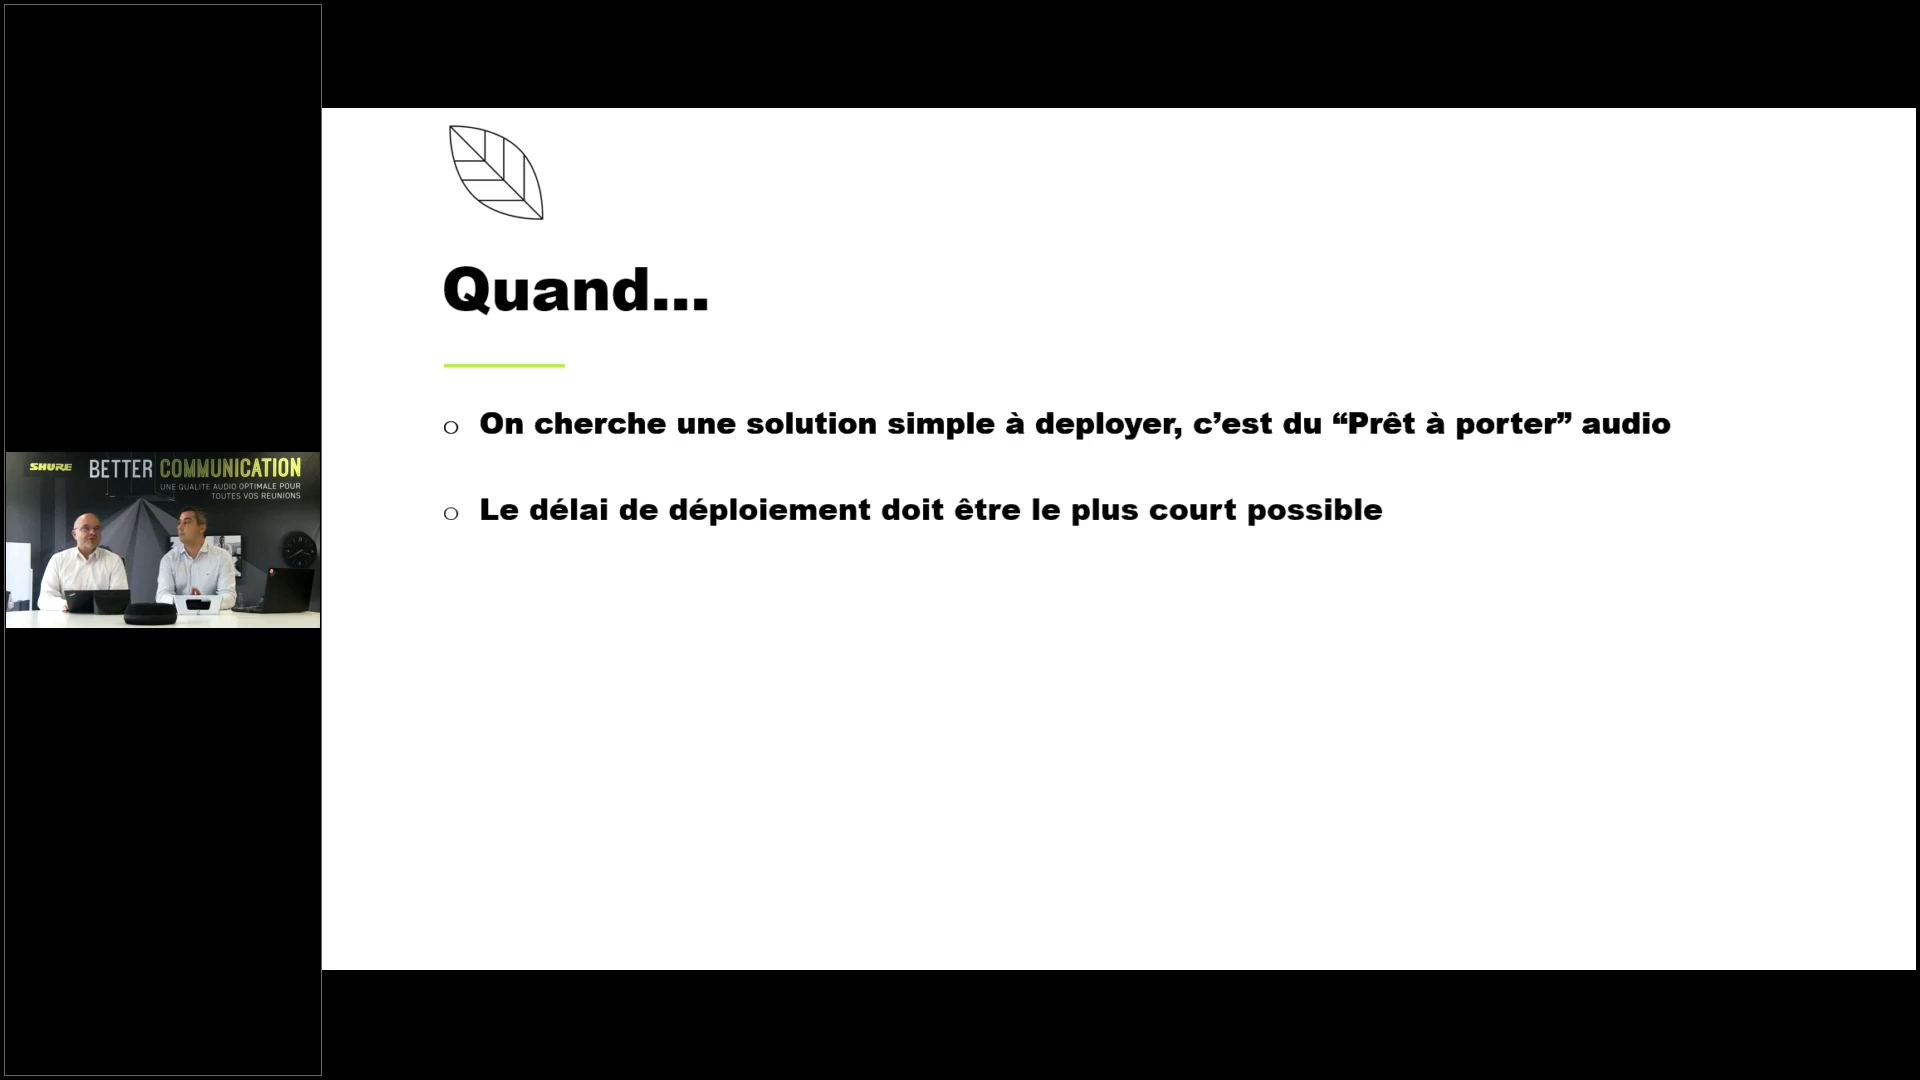 Quand...
o On cherche une solution simple à deployer, c’est du “Prêt à porter” audio
o Le délai de déploiement doit être le plus court possible
SHURE BETTER COMMUNICATION
UNE QUALITE AUDIO OPTIMALE POUR
TOUTES VOS REUNIONS